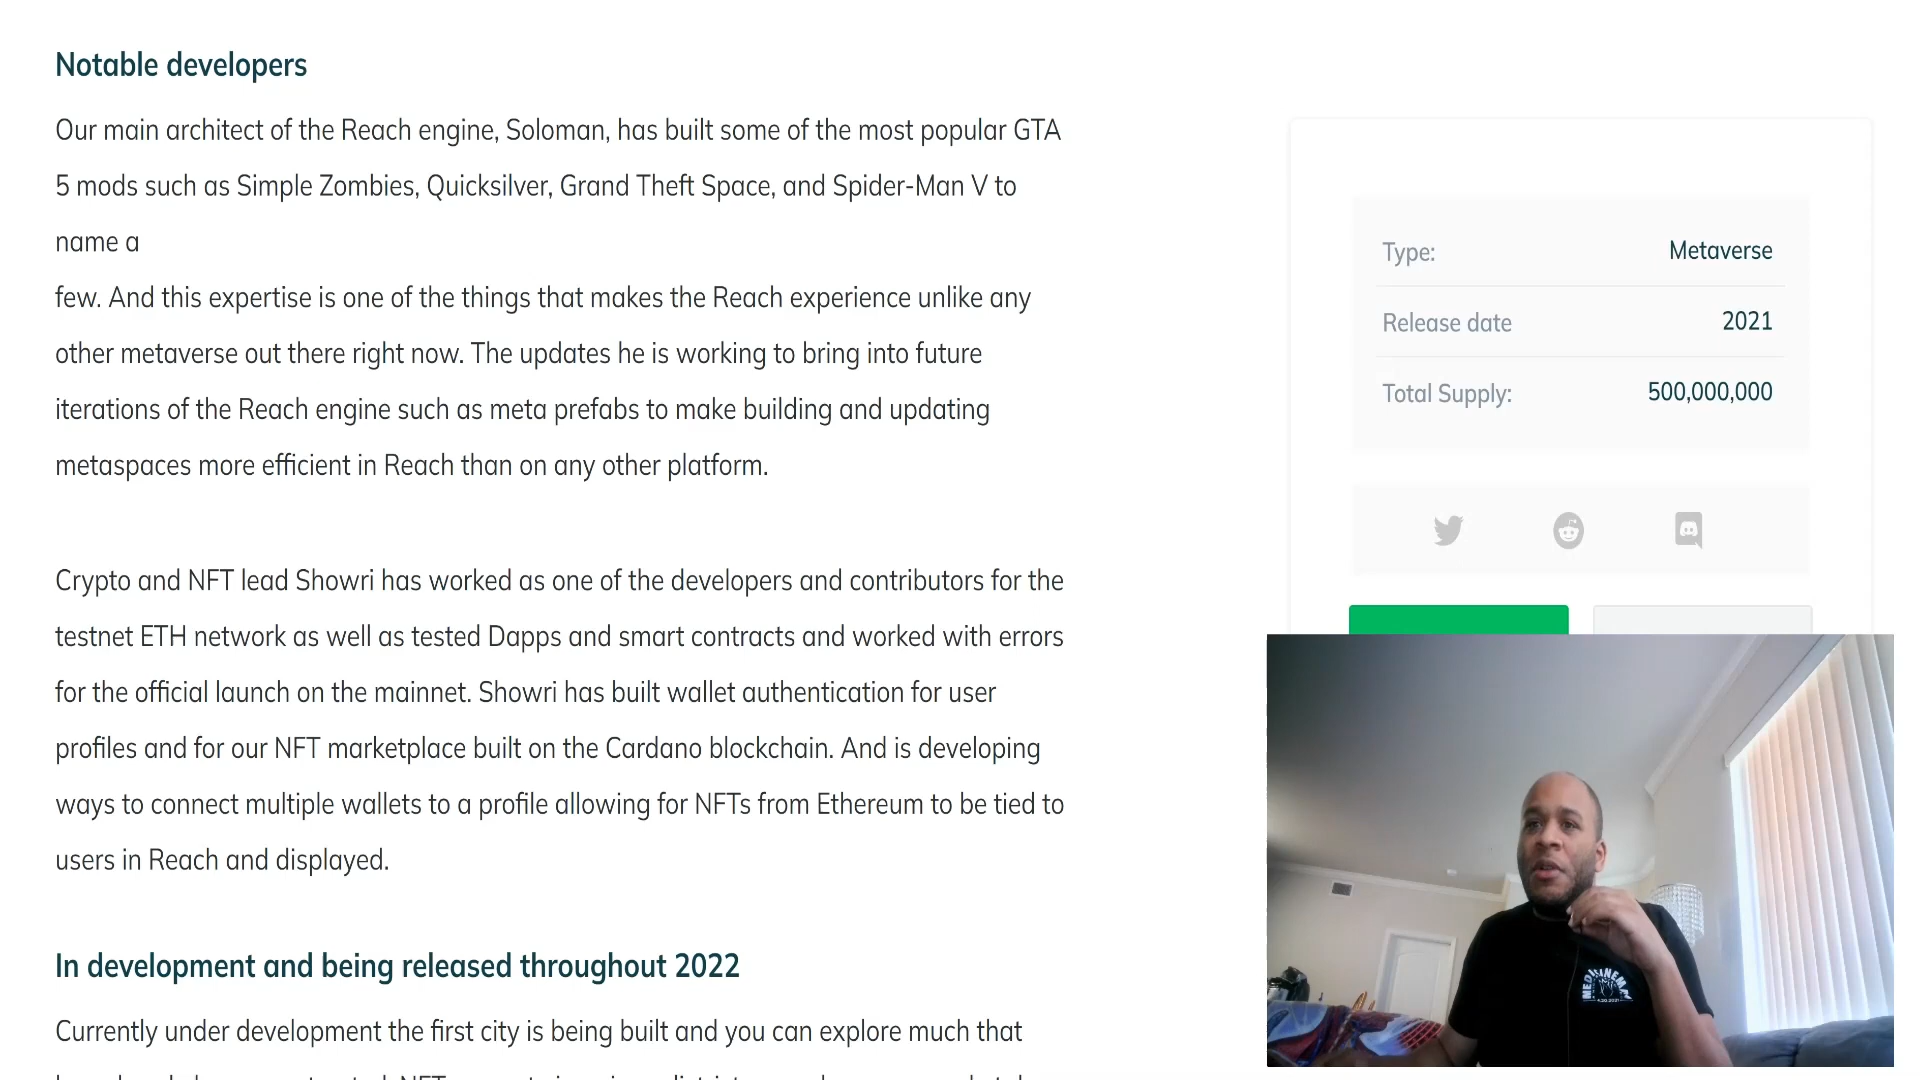 Notable developers
Our main architect of the Reach engine, Soloman, has built some of the most popular GTA
5 mods such as Simple Zombies, Quicksilver, Grand Theft Space, and Spider-Man V to
name a
few. And this expertise is one of the things that makes the Reach experience unlike any
other metaverse out there right now. The updates he is working to bring into future
iterations of the Reach engine such as meta prefabs to make building and updating
metaspaces more efficient in Reach than on any other platform.
Crypto and NFT lead Showri has worked as one of the developers and contributors for the
testnet ETH network as well as tested Dapps and smart contracts and worked with errors
for the official launch on the mainnet. Showri has built wallet authentication for user
profiles and for our NFT marketplace built on the Cardano blockchain. And is developing
ways to connect multiple wallets to a profile allowing for NFTs from Ethereum to be tied to
users in Reach and displayed.
In development and being released throughout 2022
Currently under development the first city is being built and you can explore much that
Type: Metaverse
Release date 2021
Total Supply: 500,000,000